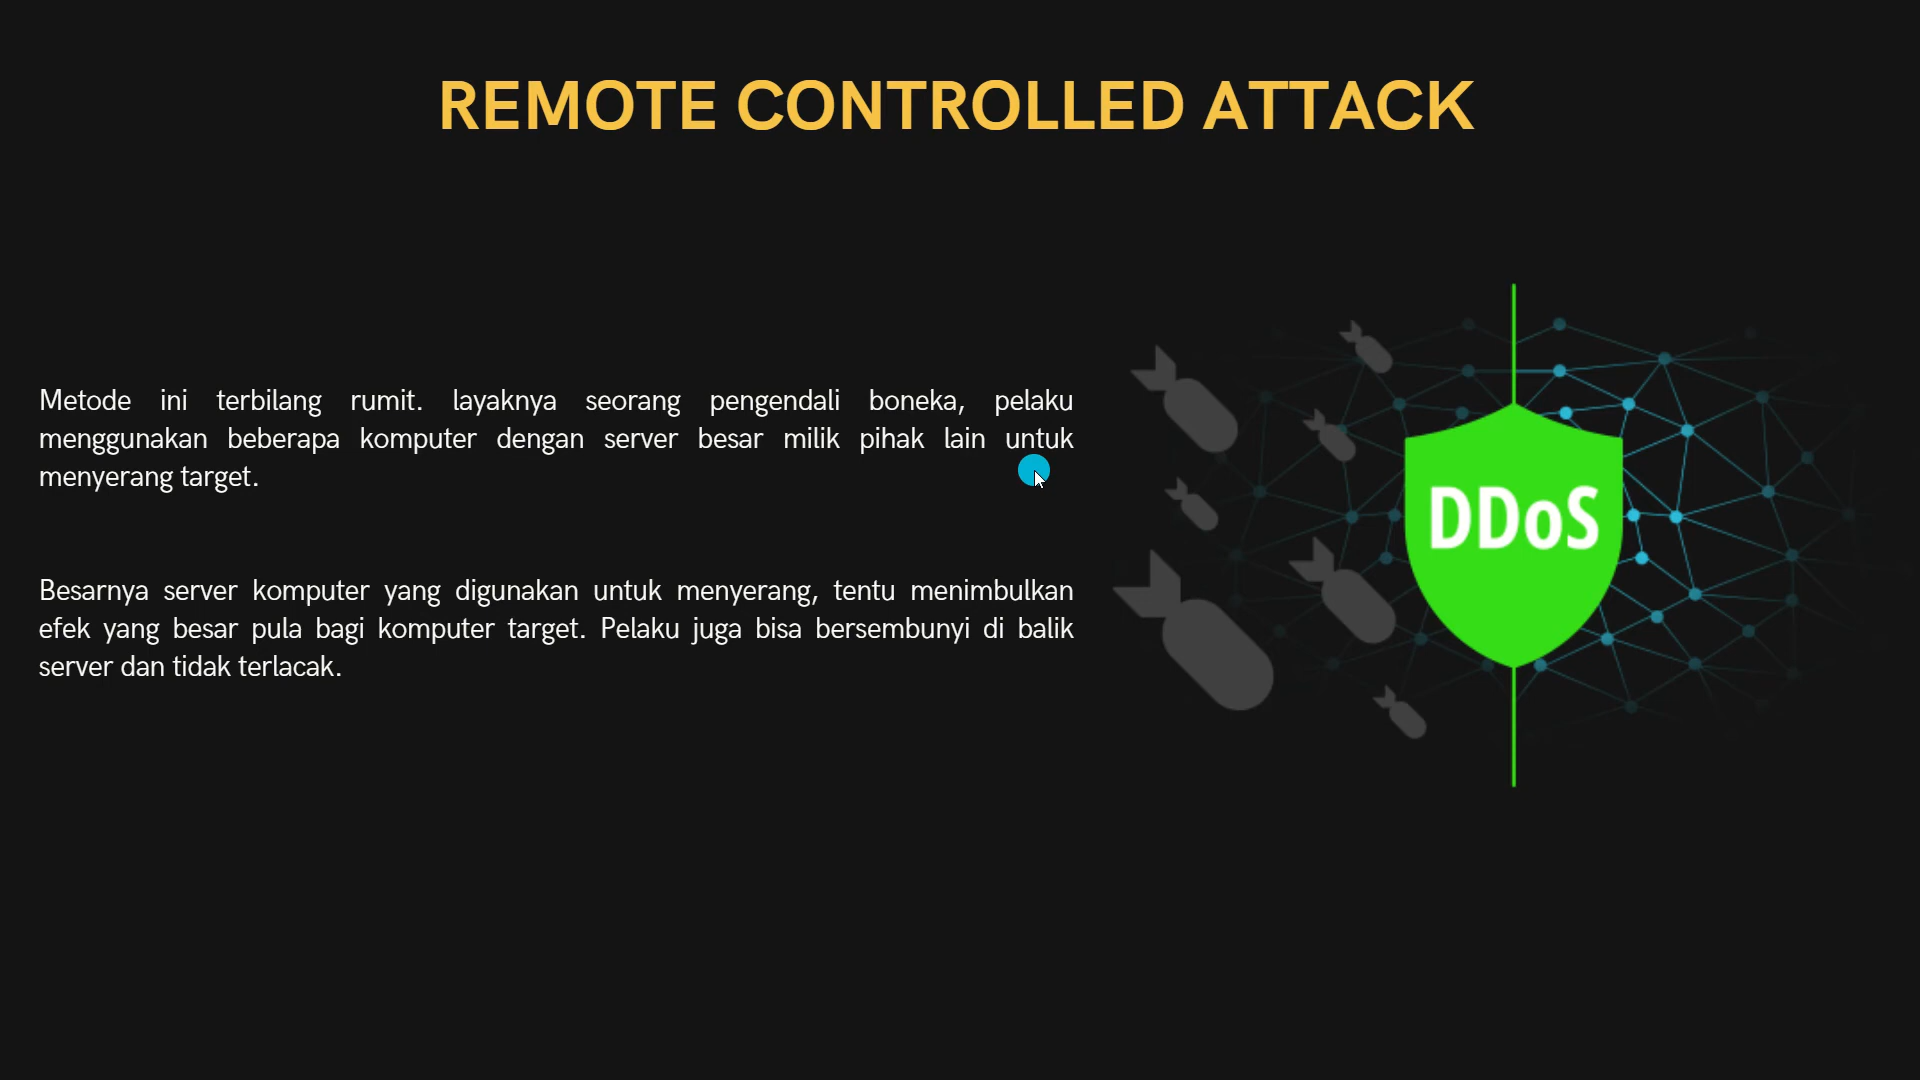 REMOTE CONTROLLED ATTACK
Metode ini terbilang rumit. layaknya seorang pengendali boneka, pelaku
menggunakan beberapa komputer dengan server besar milik pihak lain untuk
menyerang target.
Besarnya server komputer yang digunakan untuk menyerang, tentu menimbulkan
efek yang besar pula bagi komputer target. Pelaku juga bisa bersembunyi di balik
server dan tidak terlacak.
DDoS